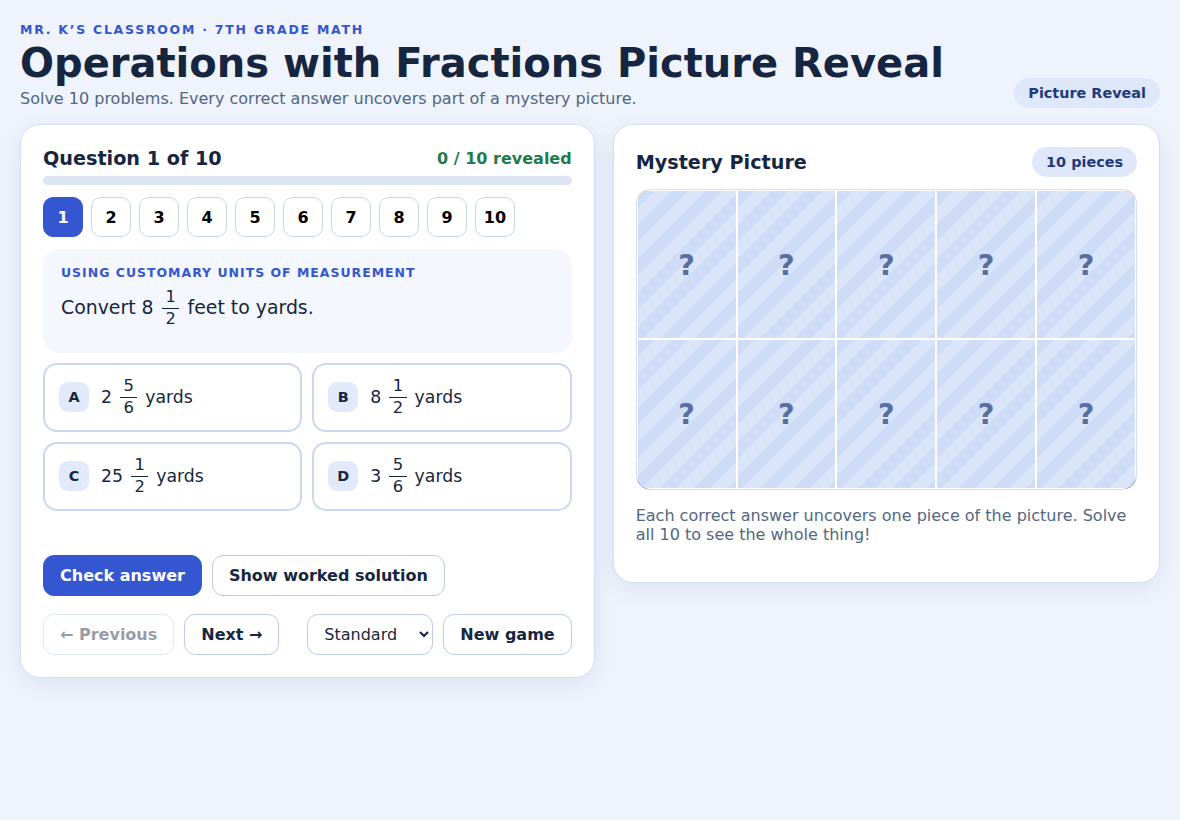 MR. K’S CLASSROOM · 7TH GRADE MATH
Operations with Fractions Picture Reveal
Solve 10 problems. Every correct answer uncovers part of a mystery picture.
Picture Reveal
Question 1 of 10
0 / 10 revealed
1 2 3 4 5 6 7 8 9 10
USING CUSTOMARY UNITS OF MEASUREMENT
Convert 8 1/2 feet to yards.
A 2 5/6 yards
B 8 1/2 yards
C 25 1/2 yards
D 3 5/6 yards
Check answer
Show worked solution
← Previous
Next →
Standard
New game
Mystery Picture
10 pieces
? ? ? ? ?
? ? ? ? ?
Each correct answer uncovers one piece of the picture. Solve
all 10 to see the whole thing!